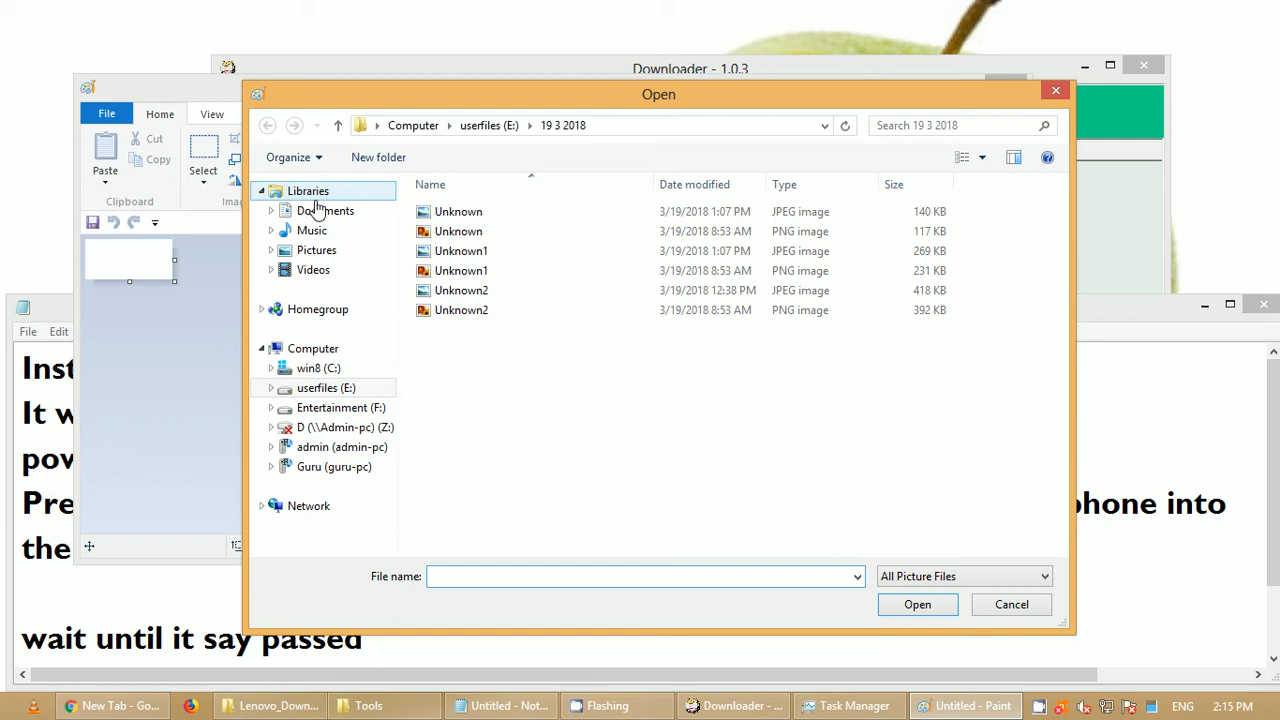 Downloader - 1.0.3
Open
File Home View
Computer userfiles (E:) 19 3 2018 Search 19 3 2018
Organize New folder
Paste Cut Copy Select
Clipboard
Libraries
Documents
Music
Pictures
Videos
Homegroup
Computer
win8 (C:)
userfiles (E:)
Entertainment (F:)
D (\\Admin-pc) (Z:)
admin (admin-pc)
Guru (guru-pc)
Network
Name Date modified Type Size
Unknown 3/19/2018 1:07 PM JPEG image 140 KB
Unknown 3/19/2018 8:53 AM PNG image 117 KB
Unknown1 3/19/2018 1:07 PM JPEG image 269 KB
Unknown1 3/19/2018 8:53 AM PNG image 231 KB
Unknown2 3/19/2018 12:38 PM JPEG image 418 KB
Unknown2 3/19/2018 8:53 AM PNG image 392 KB
File name: All Picture Files
Open Cancel
File Edit
Inst
It w
pov
Pre phone into
the
wait until it say passed
New Tab - Go... Lenovo_Down... Tools Untitled - Not... Flashing Downloader - ... Task Manager Untitled - Paint ENG 2:15 PM